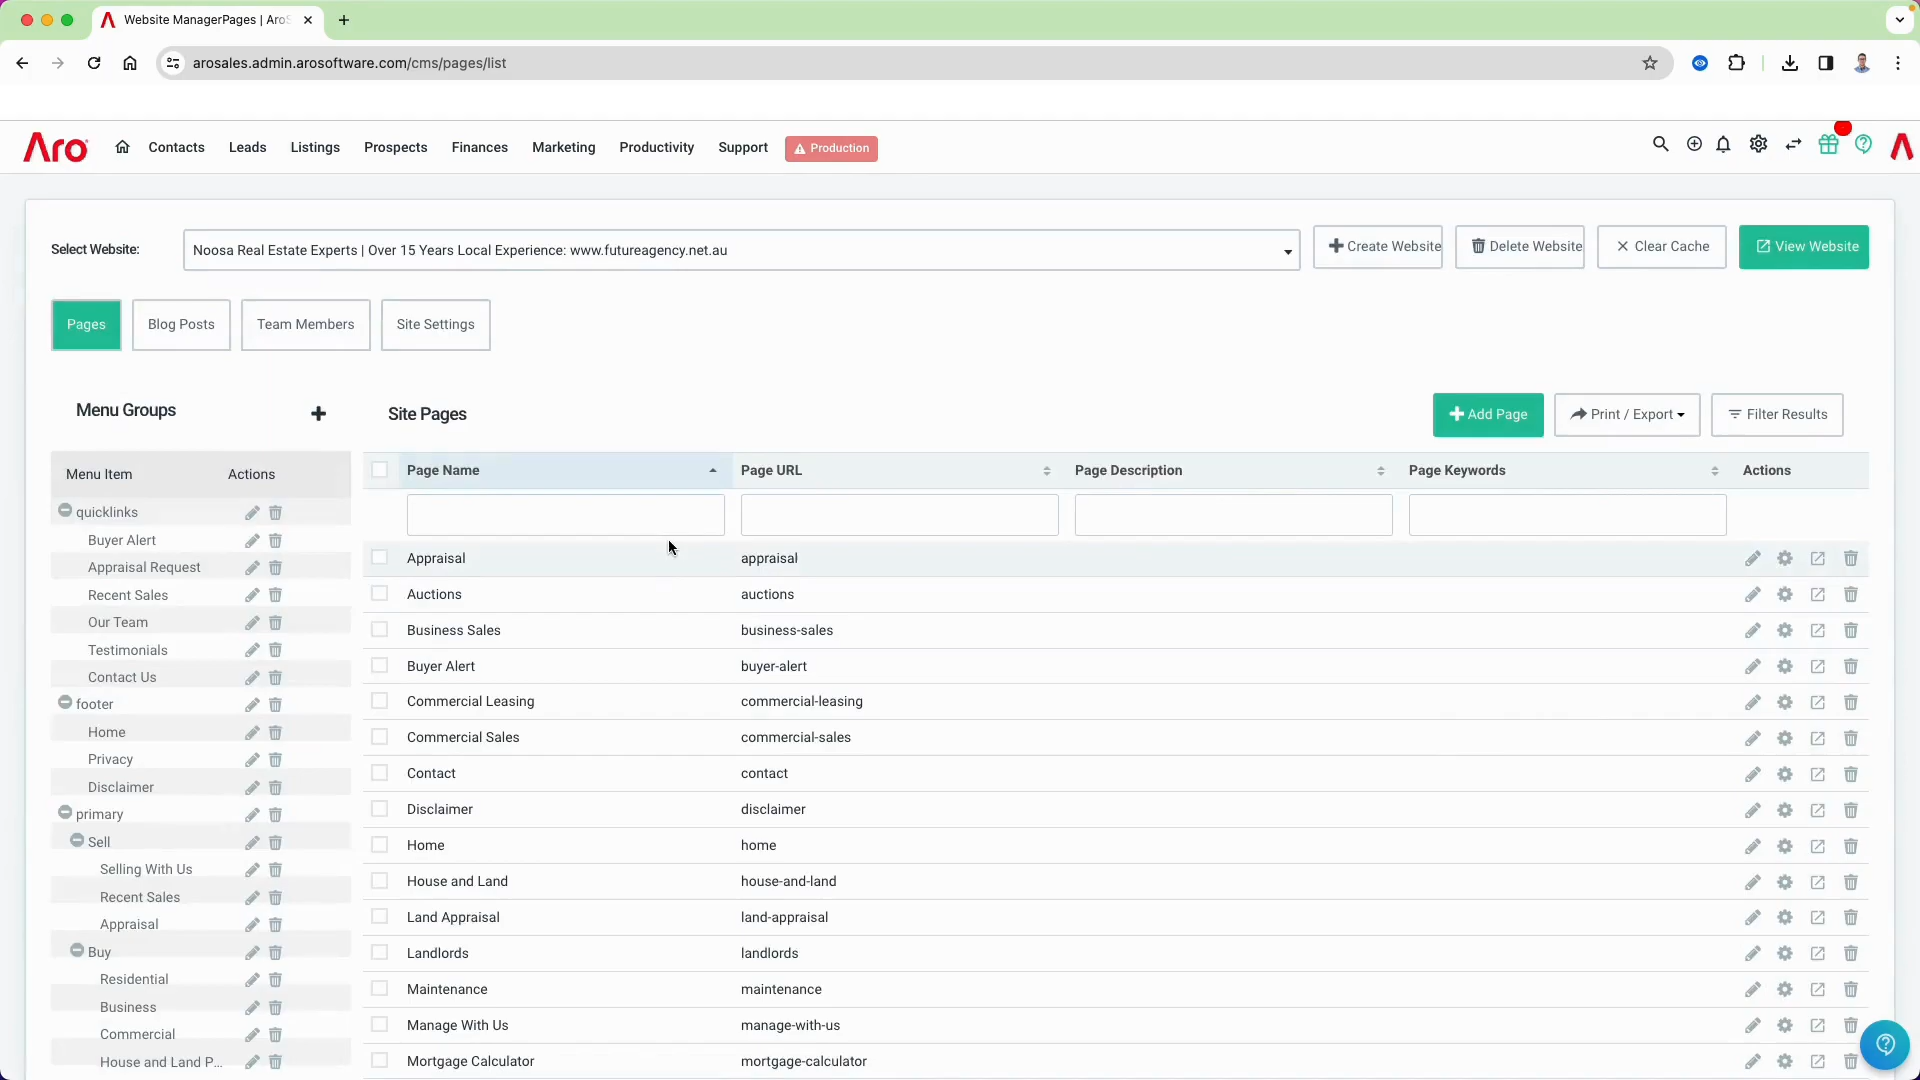 Website ManagerPages | Aro
arosales.admin.arosoftware.com/cms/pages/list
Aro Contacts Leads Listings Prospects Finances Marketing Productivity Support Production
Select Website: Noosa Real Estate Experts | Over 15 Years Local Experience: www.futureagency.net.au Create Website Delete Website Clear Cache View Website
Pages Blog Posts Team Members Site Settings
Menu Groups
Menu Item Actions
quicklinks
Buyer Alert
Appraisal Request
Recent Sales
Our Team
Testimonials
Contact Us
footer
Home
Privacy
Disclaimer
primary
Sell
Selling With Us
Recent Sales
Appraisal
Buy
Residential
Business
Commercial
House and Land P...
Site Pages Add Page Print / Export Filter Results
Page Name Page URL Page Description Page Keywords Actions
Appraisal appraisal
Auctions auctions
Business Sales business-sales
Buyer Alert buyer-alert
Commercial Leasing commercial-leasing
Commercial Sales commercial-sales
Contact contact
Disclaimer disclaimer
Home home
House and Land house-and-land
Land Appraisal land-appraisal
Landlords landlords
Maintenance maintenance
Manage With Us manage-with-us
Mortgage Calculator mortgage-calculator